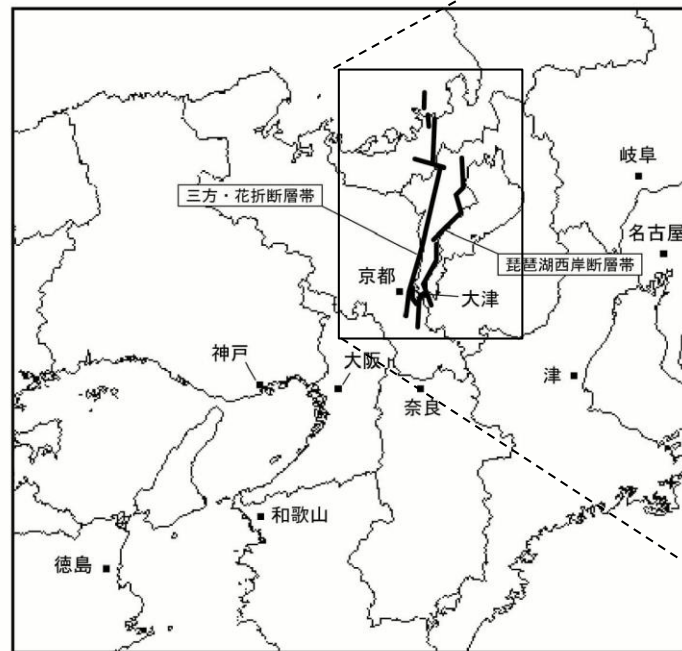 岐阜
三方・花折断層帯
名古屋
琵琶湖西岸断層帯
京都
大津
神戸
大阪
津
奈良
和歌山
徳島